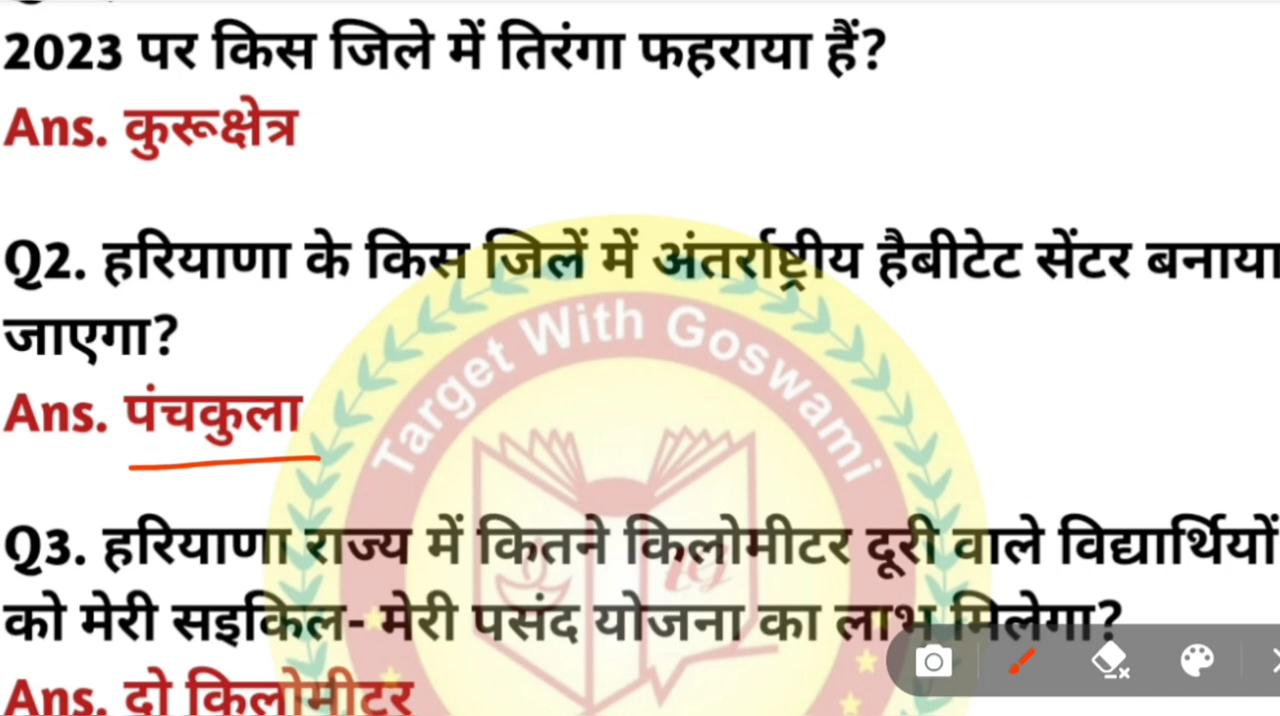 2023 पर किस जिले में तिरंगा फहराया हैं?
Ans. कुरूक्षेत्र
Q2. हरियाणा के किस जिलें में अंतर्राष्ट्रीय हैबीटेट सेंटर बनाया
जाएगा?
Ans. पंचकुला
Target With Goswami
Q3. हरियाणा राज्य में कितने किलोमीटर दूरी वाले विद्यार्थियों
को मेरी सइकिल- मेरी पसंद योजना का लाभ मिलेगा?
tg
Ans. दो किलोमीटर